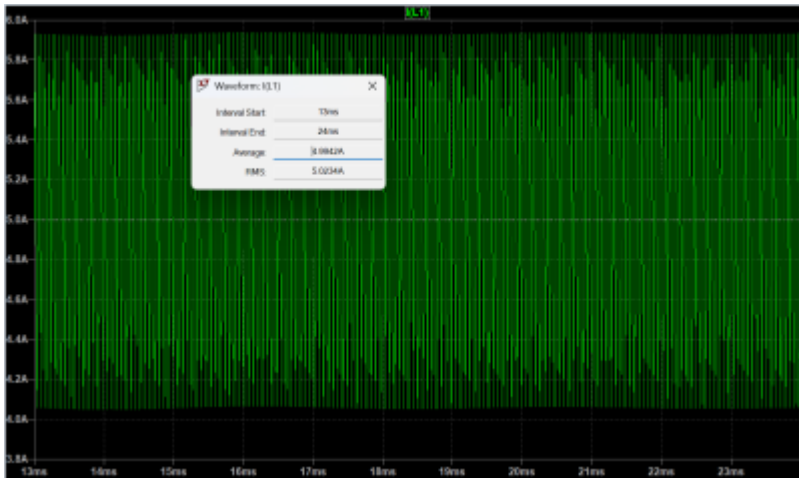 I(L1)
6.0A
5.8A
5.6A
5.4A
5.2A
5.0A
4.8A
4.6A
4.4A
4.2A
4.0A
3.8A
Waveform: I(L1)
Interval Start: 13ms
Interval End: 24ms
Average:
RMS: 5.0234A
13ms 14ms 15ms 16ms 17ms 18ms 19ms 20ms 21ms 22ms 23ms